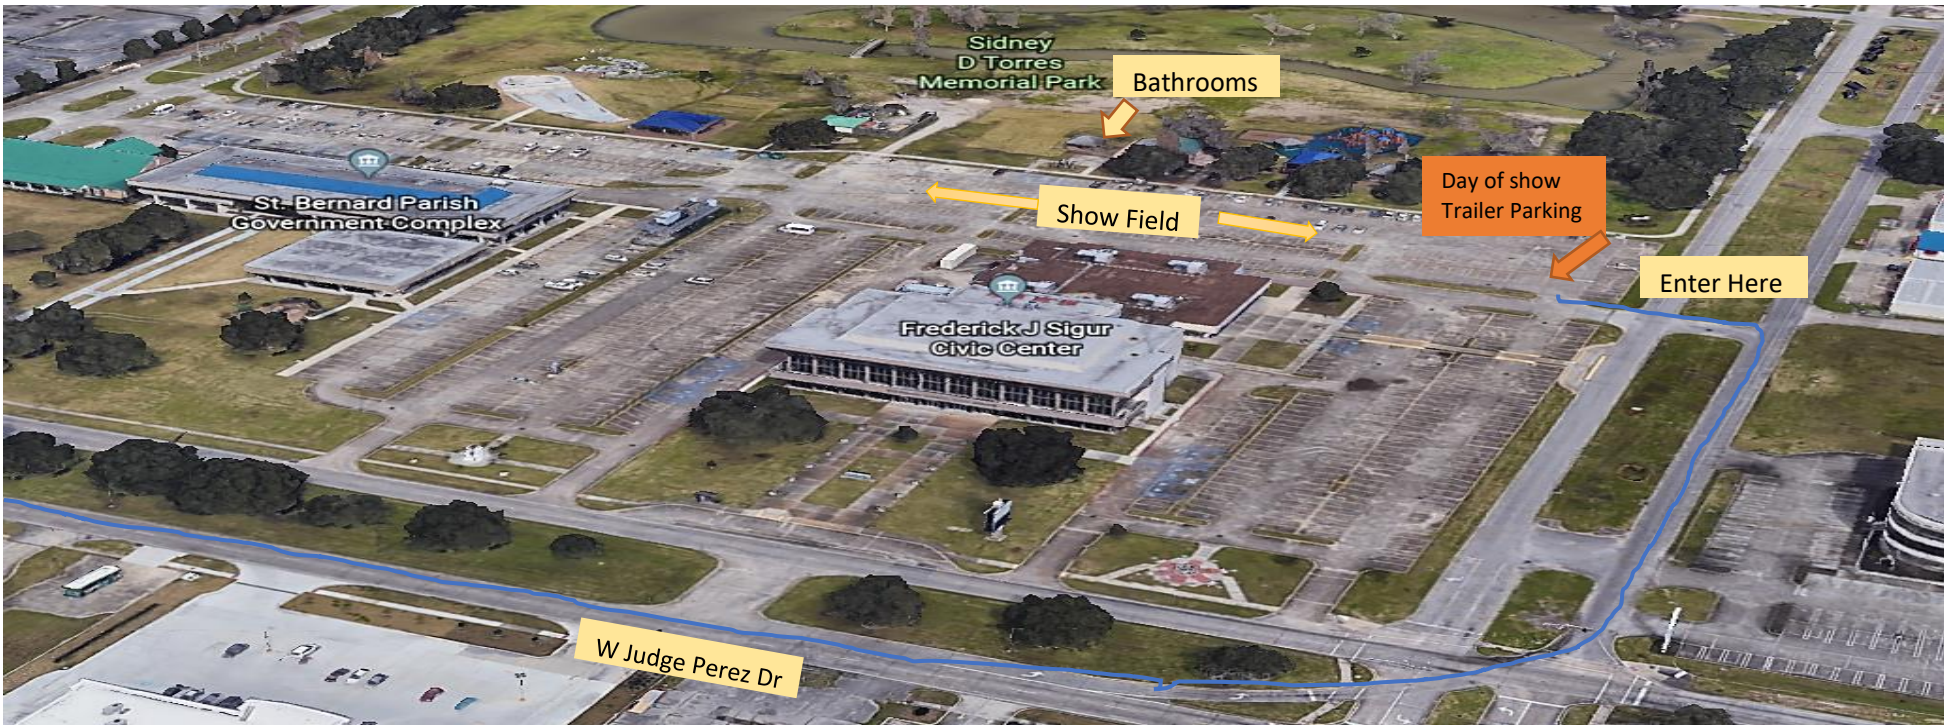 Sidney
D Torres
Memorial Park
Bathrooms
Day of show
Trailer Parking
St. Bernard Parish
Government Complex
Show Field
Enter Here
Frederick J Sigur
Civic Center
W Judge Perez Dr